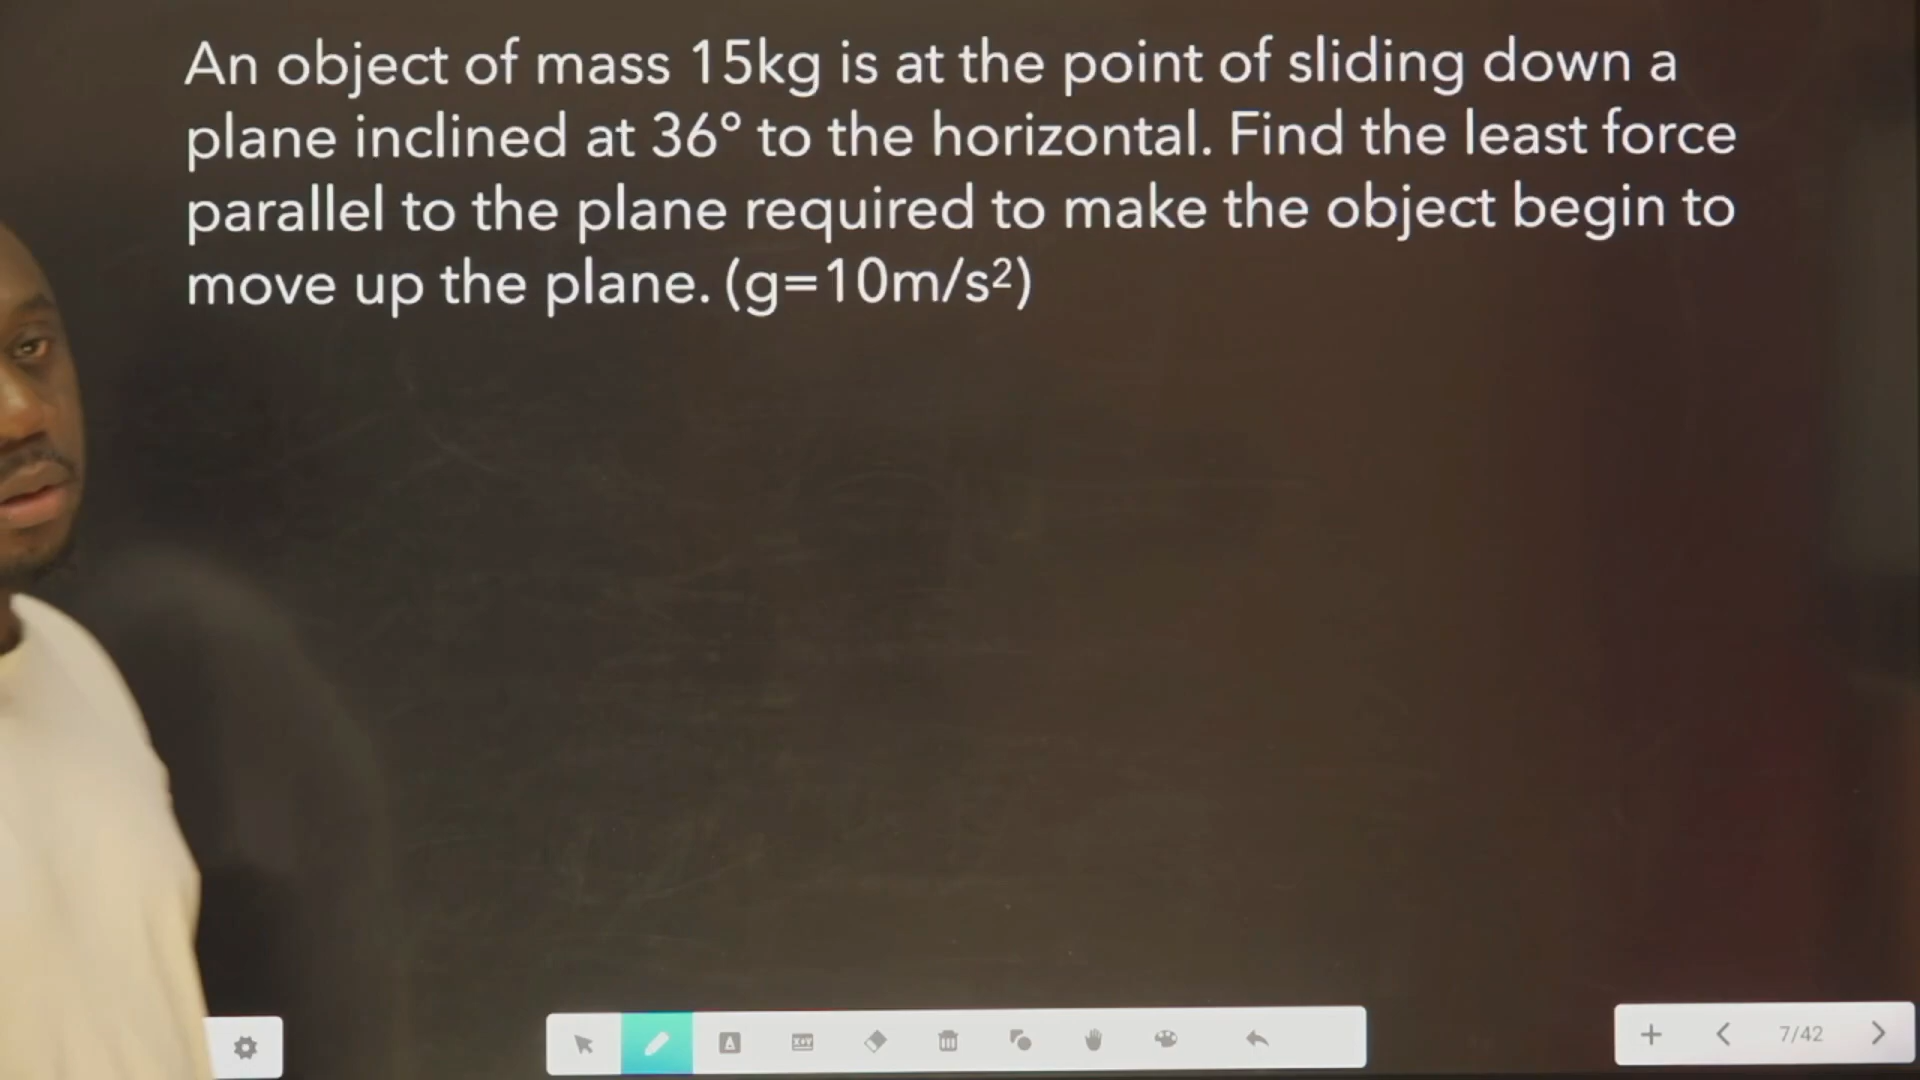 An object of mass 15kg is at the point of sliding down a
plane inclined at 36° to the horizontal. Find the least force
parallel to the plane required to make the object begin to
move up the plane. (g=10m/s²)
A
7/42